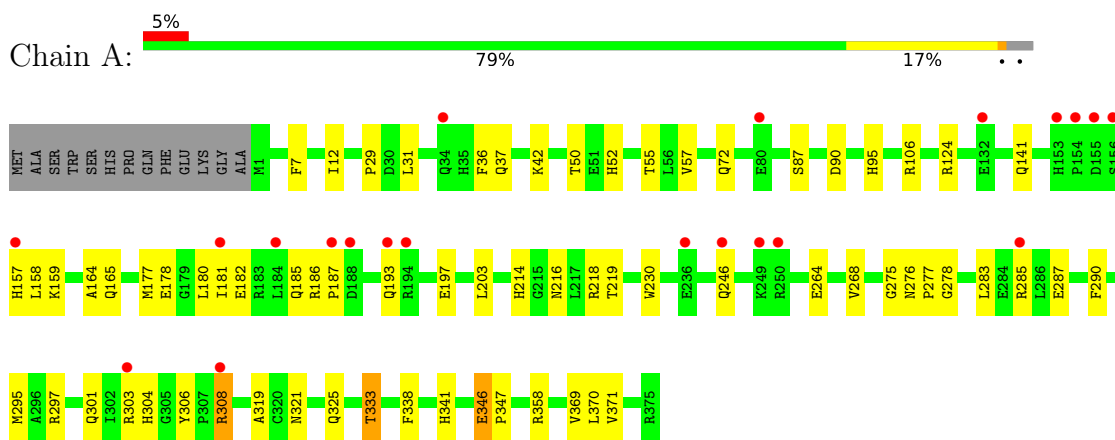 5%
Chain A:
79% 17% • •
MET ALA SER TRP SER HIS PRO GLN PHE GLU LYS GLY ALA M1 F7 I12 P29 D30 L31 Q34 H35 F36 Q37 K42 T50 E51 H52 T55 L56 V57 Q72 E80 S87 D90 H95 R106 R124 E132 Q141 H153 P154 D155 S156
H157 L158 K159 A164 Q165 M177 E178 G179 L180 I181 E182 R183 L184 Q185 R186 P187 D188 Q193 R194 E197 L203 H214 G215 N216 L217 R218 T219 W230 E236 Q246 K249 R250 E264 V268 G275 N276 P277 G278 L283 E284 R285 L286 E287 F290
M295 A296 R297 Q301 I302 R303 H304 G305 Y306 P307 R308 A319 C320 N321 Q325 T333 F338 H341 E346 P347 R358 V369 L370 V371 R375